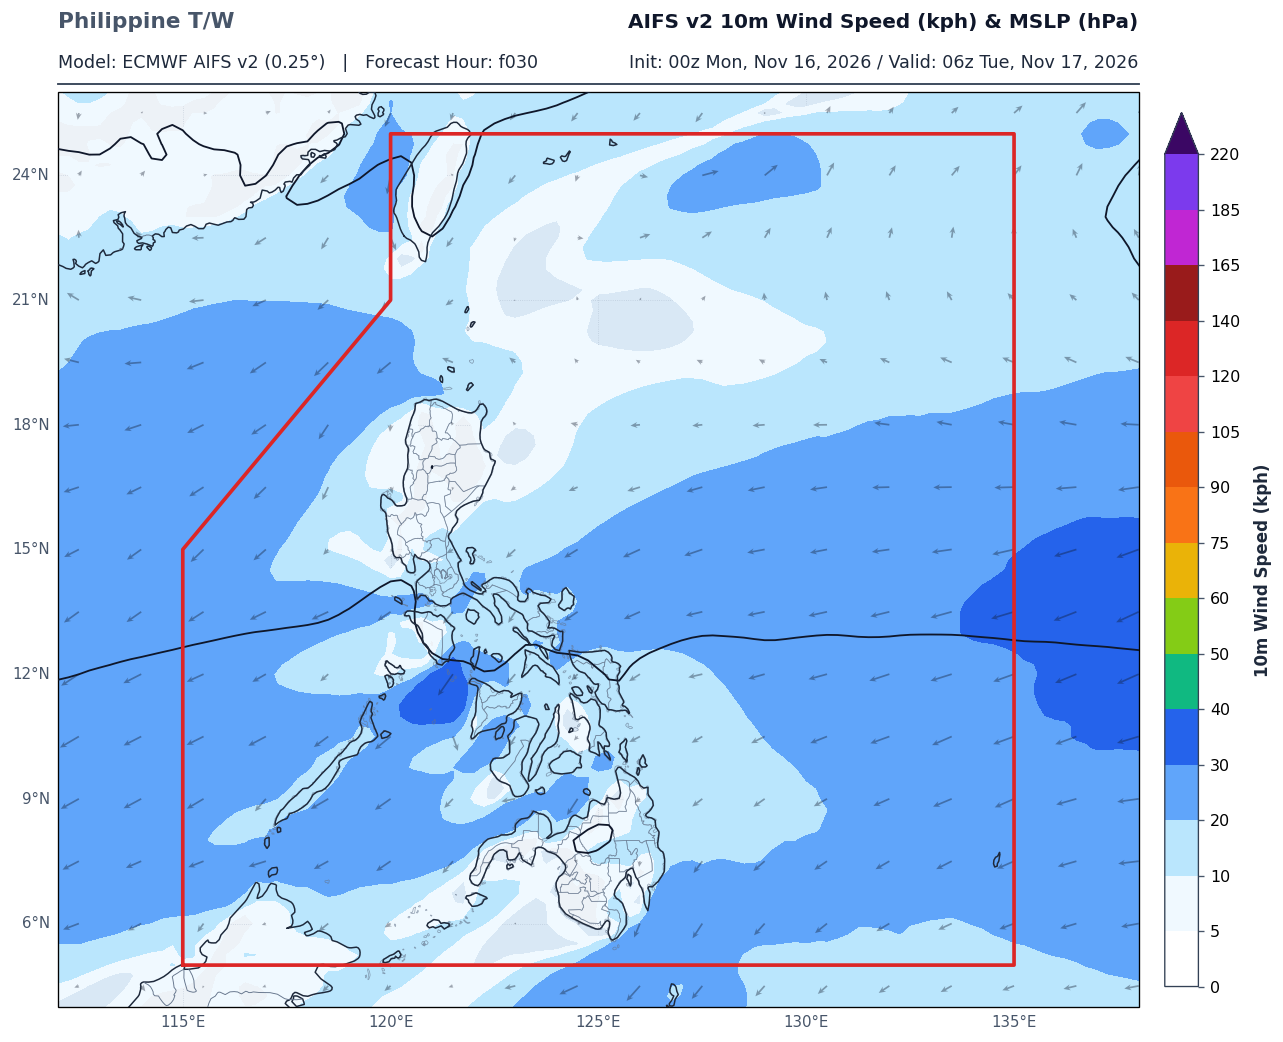 Philippine T/W
AIFS v2 10m Wind Speed (kph) & MSLP (hPa)
Model: ECMWF AIFS v2 (0.25°)   |   Forecast Hour: f030
Init: 00z Mon, Nov 16, 2026 / Valid: 06z Tue, Nov 17, 2026
24°N
21°N
18°N
15°N
12°N
9°N
6°N
115°E
120°E
125°E
130°E
135°E
220
185
165
140
120
105
90
75
60
50
40
30
20
10
5
0
10m Wind Speed (kph)